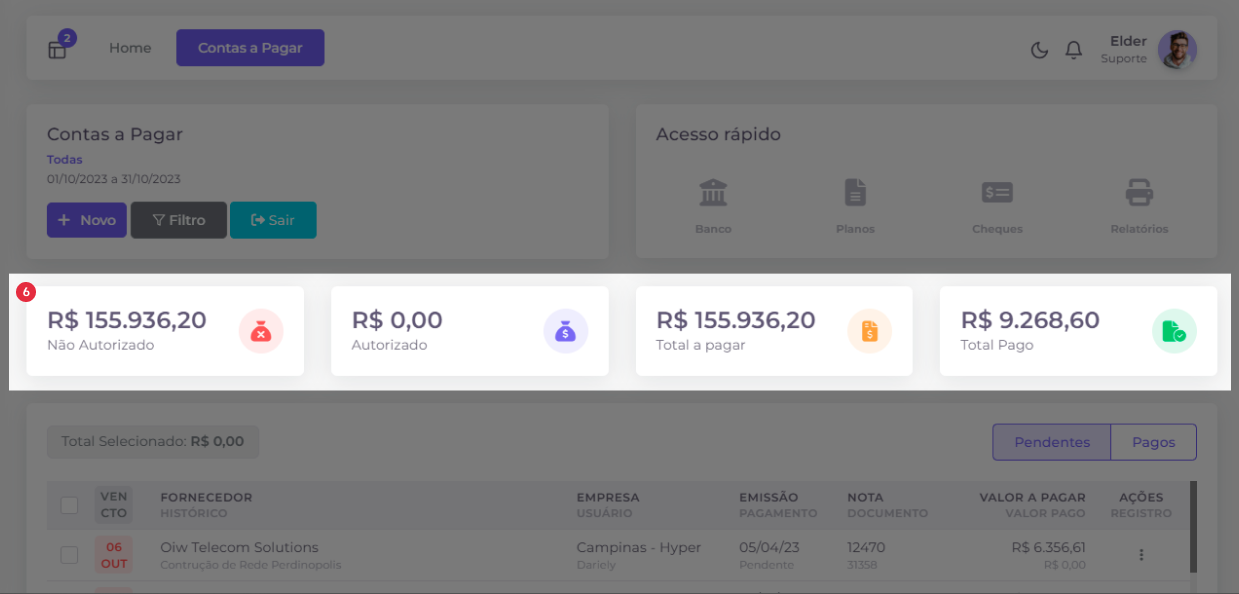 2
Home
Contas a Pagar
Elder
Suporte
Contas a Pagar
Todas
01/10/2023 a 31/10/2023
+ Novo
Filtro
Sair
Acesso rápido
Banco
Planos
Cheques
Relatórios
6
R$ 155.936,20
Não Autorizado
R$ 0,00
Autorizado
R$ 155.936,20
Total a pagar
R$ 9.268,60
Total Pago
Total Selecionado: R$ 0,00
Pendentes
Pagos
VEN FORNECEDOR EMPRESA EMISSÃO NOTA VALOR A PAGAR AÇÕES
CTO HISTÓRICO USUÁRIO PAGAMENTO DOCUMENTO VALOR PAGO REGISTRO
06 Oiw Telecom Solutions Campinas - Hyper 05/04/23 12470 R$ 6.356,61
OUT Contrução de Rede Perdinopolis Dariely Pendente 31358 R$ 0,00